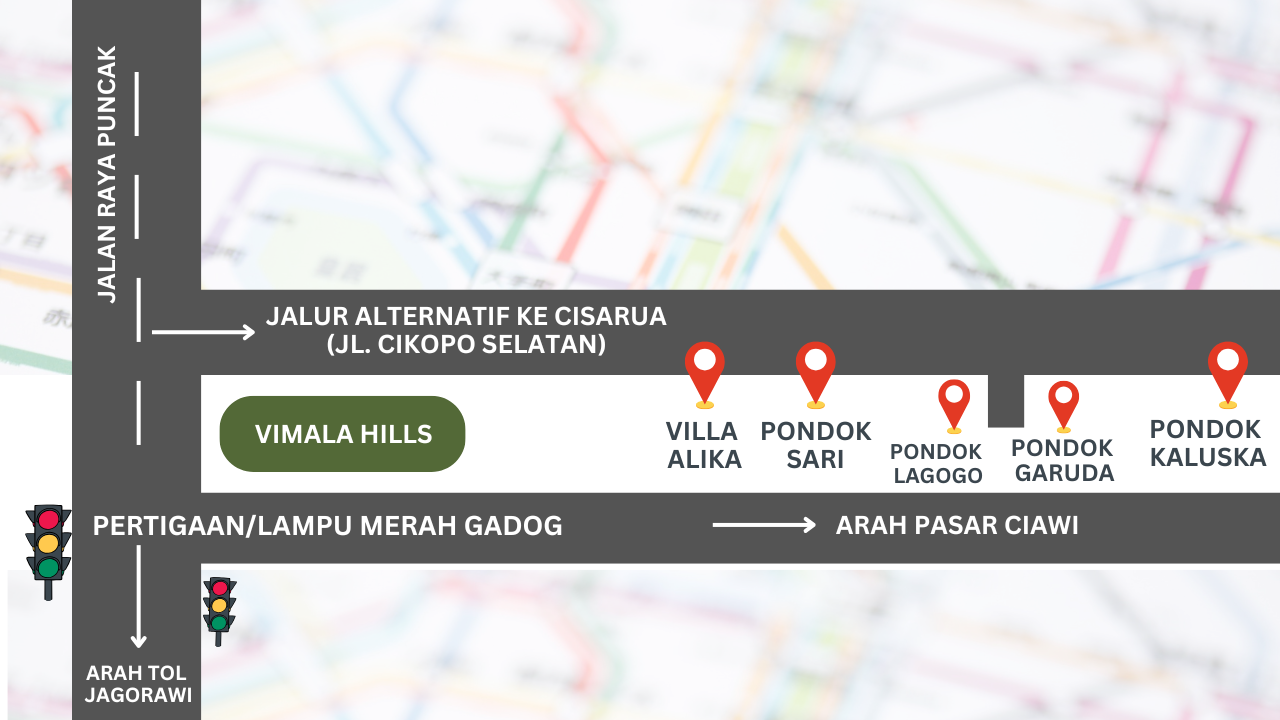 JALAN RAYA PUNCAK
JALUR ALTERNATIF KE CISARUA
(JL. CIKOPO SELATAN)
VIMALA HILLS
VILLA
ALIKA
PONDOK
SARI
PONDOK
LAGOGO
PONDOK
GARUDA
PONDOK
KALUSKA
PERTIGAAN/LAMPU MERAH GADOG
ARAH PASAR CIAWI
ARAH TOL
JAGORAWI